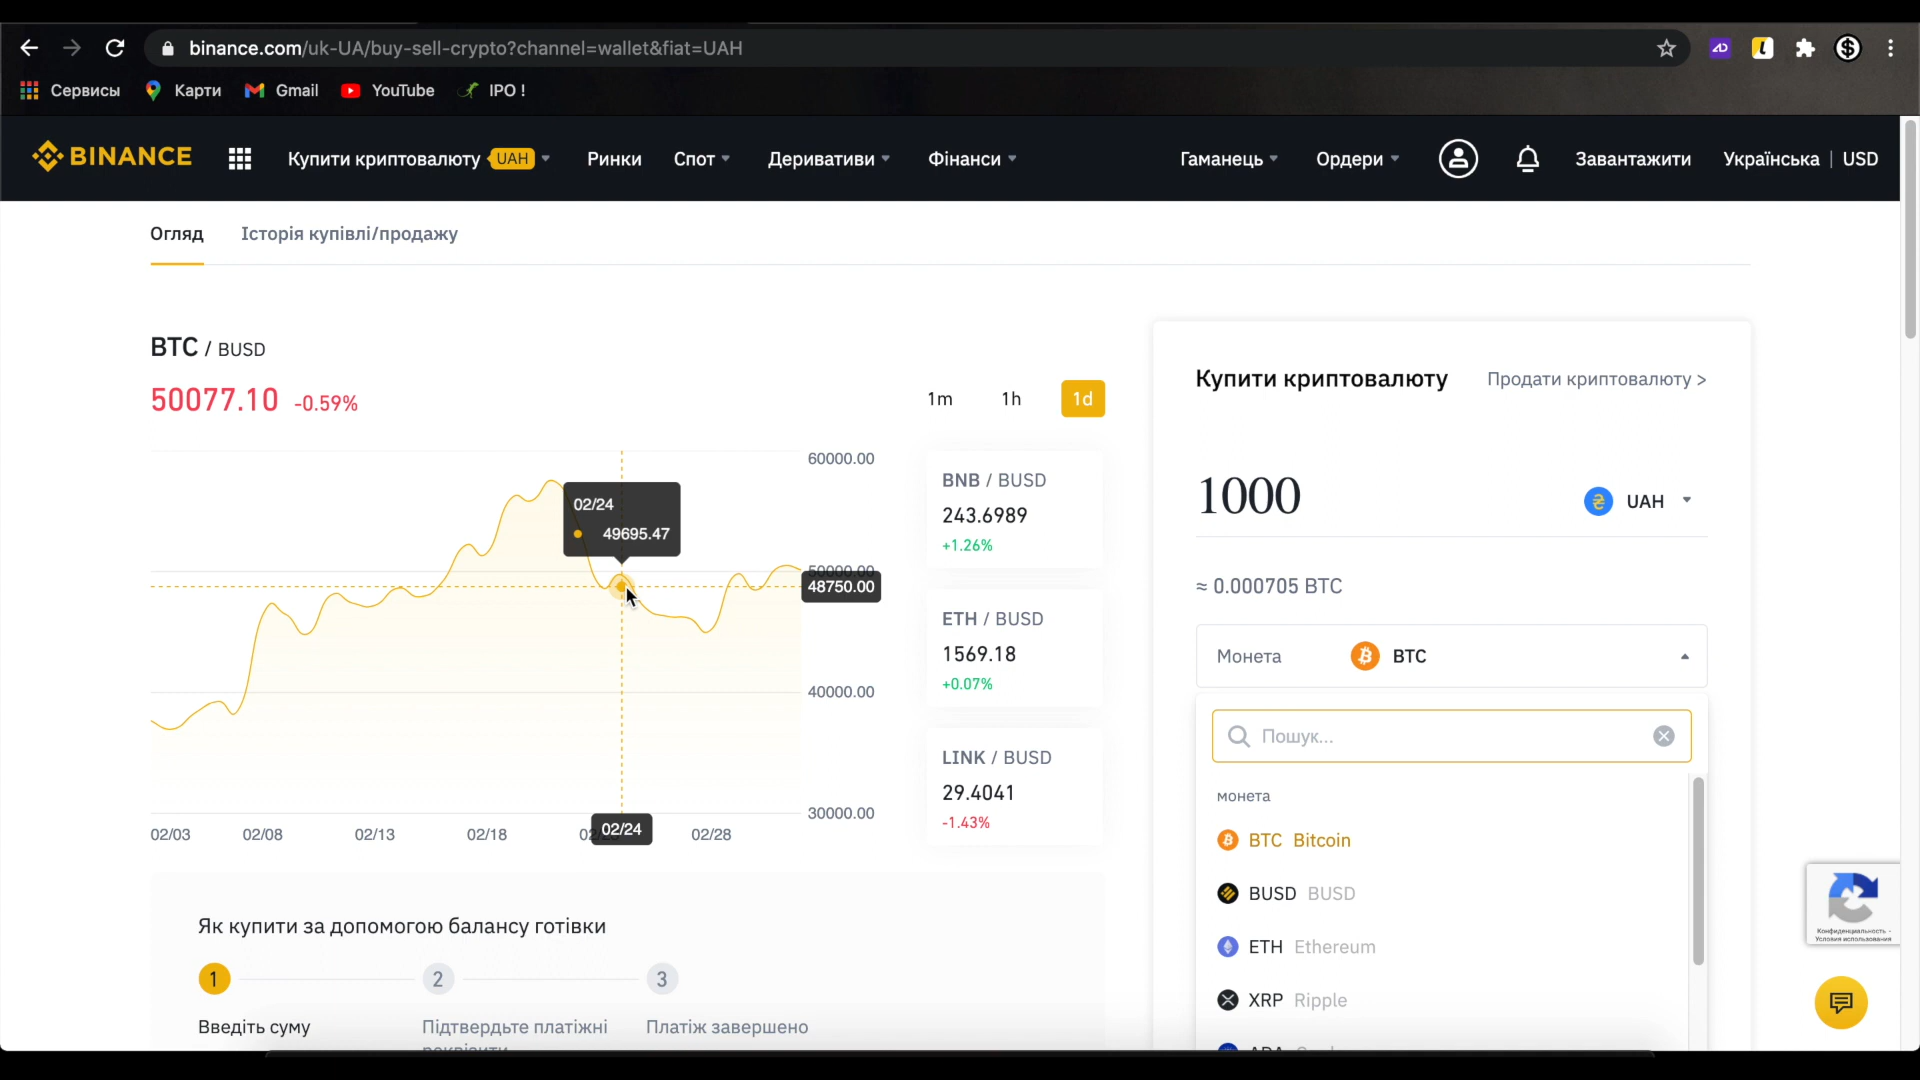 binance.com/uk-UA/buy-sell-crypto?channel=wallet&fiat=UAH
Сервисы Карти Gmail YouTube IPO !
BINANCE Купити криптовалюту UAH Ринки Спот Деривативи Фінанси Гаманець Ордери Завантажити Українська | USD
Огляд Історія купівлі/продажу
BTC / BUSD
50077.10 -0.59%
1m 1h 1d
60000.00
50000.00
48750.00
40000.00
30000.00
02/24
49695.47
02/03 02/08 02/13 02/18 02/24 02/28
BNB / BUSD
243.6989
+1.26%
ETH / BUSD
1569.18
+0.07%
LINK / BUSD
29.4041
-1.43%
Як купити за допомогою балансу готівки
1 2 3
Введіть суму Підтвердьте платіжні Платіж завершено
реквізити
Купити криптовалюту Продати криптовалюту >
1000 UAH
≈ 0.000705 BTC
Монета BTC
Пошук...
монета
BTC Bitcoin
BUSD BUSD
ETH Ethereum
XRP Ripple
Конфиденциальность -
Условия использования